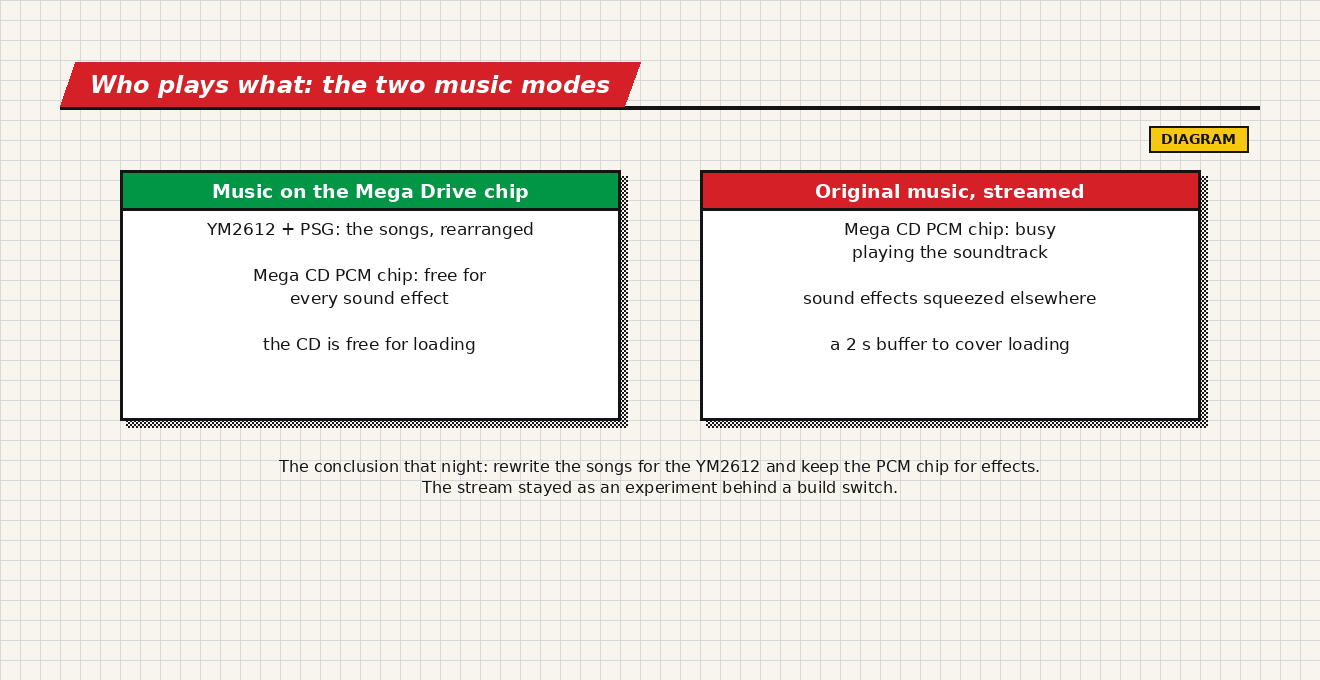 Who plays what: the two music modes
DIAGRAM
Music on the Mega Drive chip
YM2612 + PSG: the songs, rearranged
Mega CD PCM chip: free for
every sound effect
the CD is free for loading
Original music, streamed
Mega CD PCM chip: busy
playing the soundtrack
sound effects squeezed elsewhere
a 2 s buffer to cover loading
The conclusion that night: rewrite the songs for the YM2612 and keep the PCM chip for effects.
The stream stayed as an experiment behind a build switch.